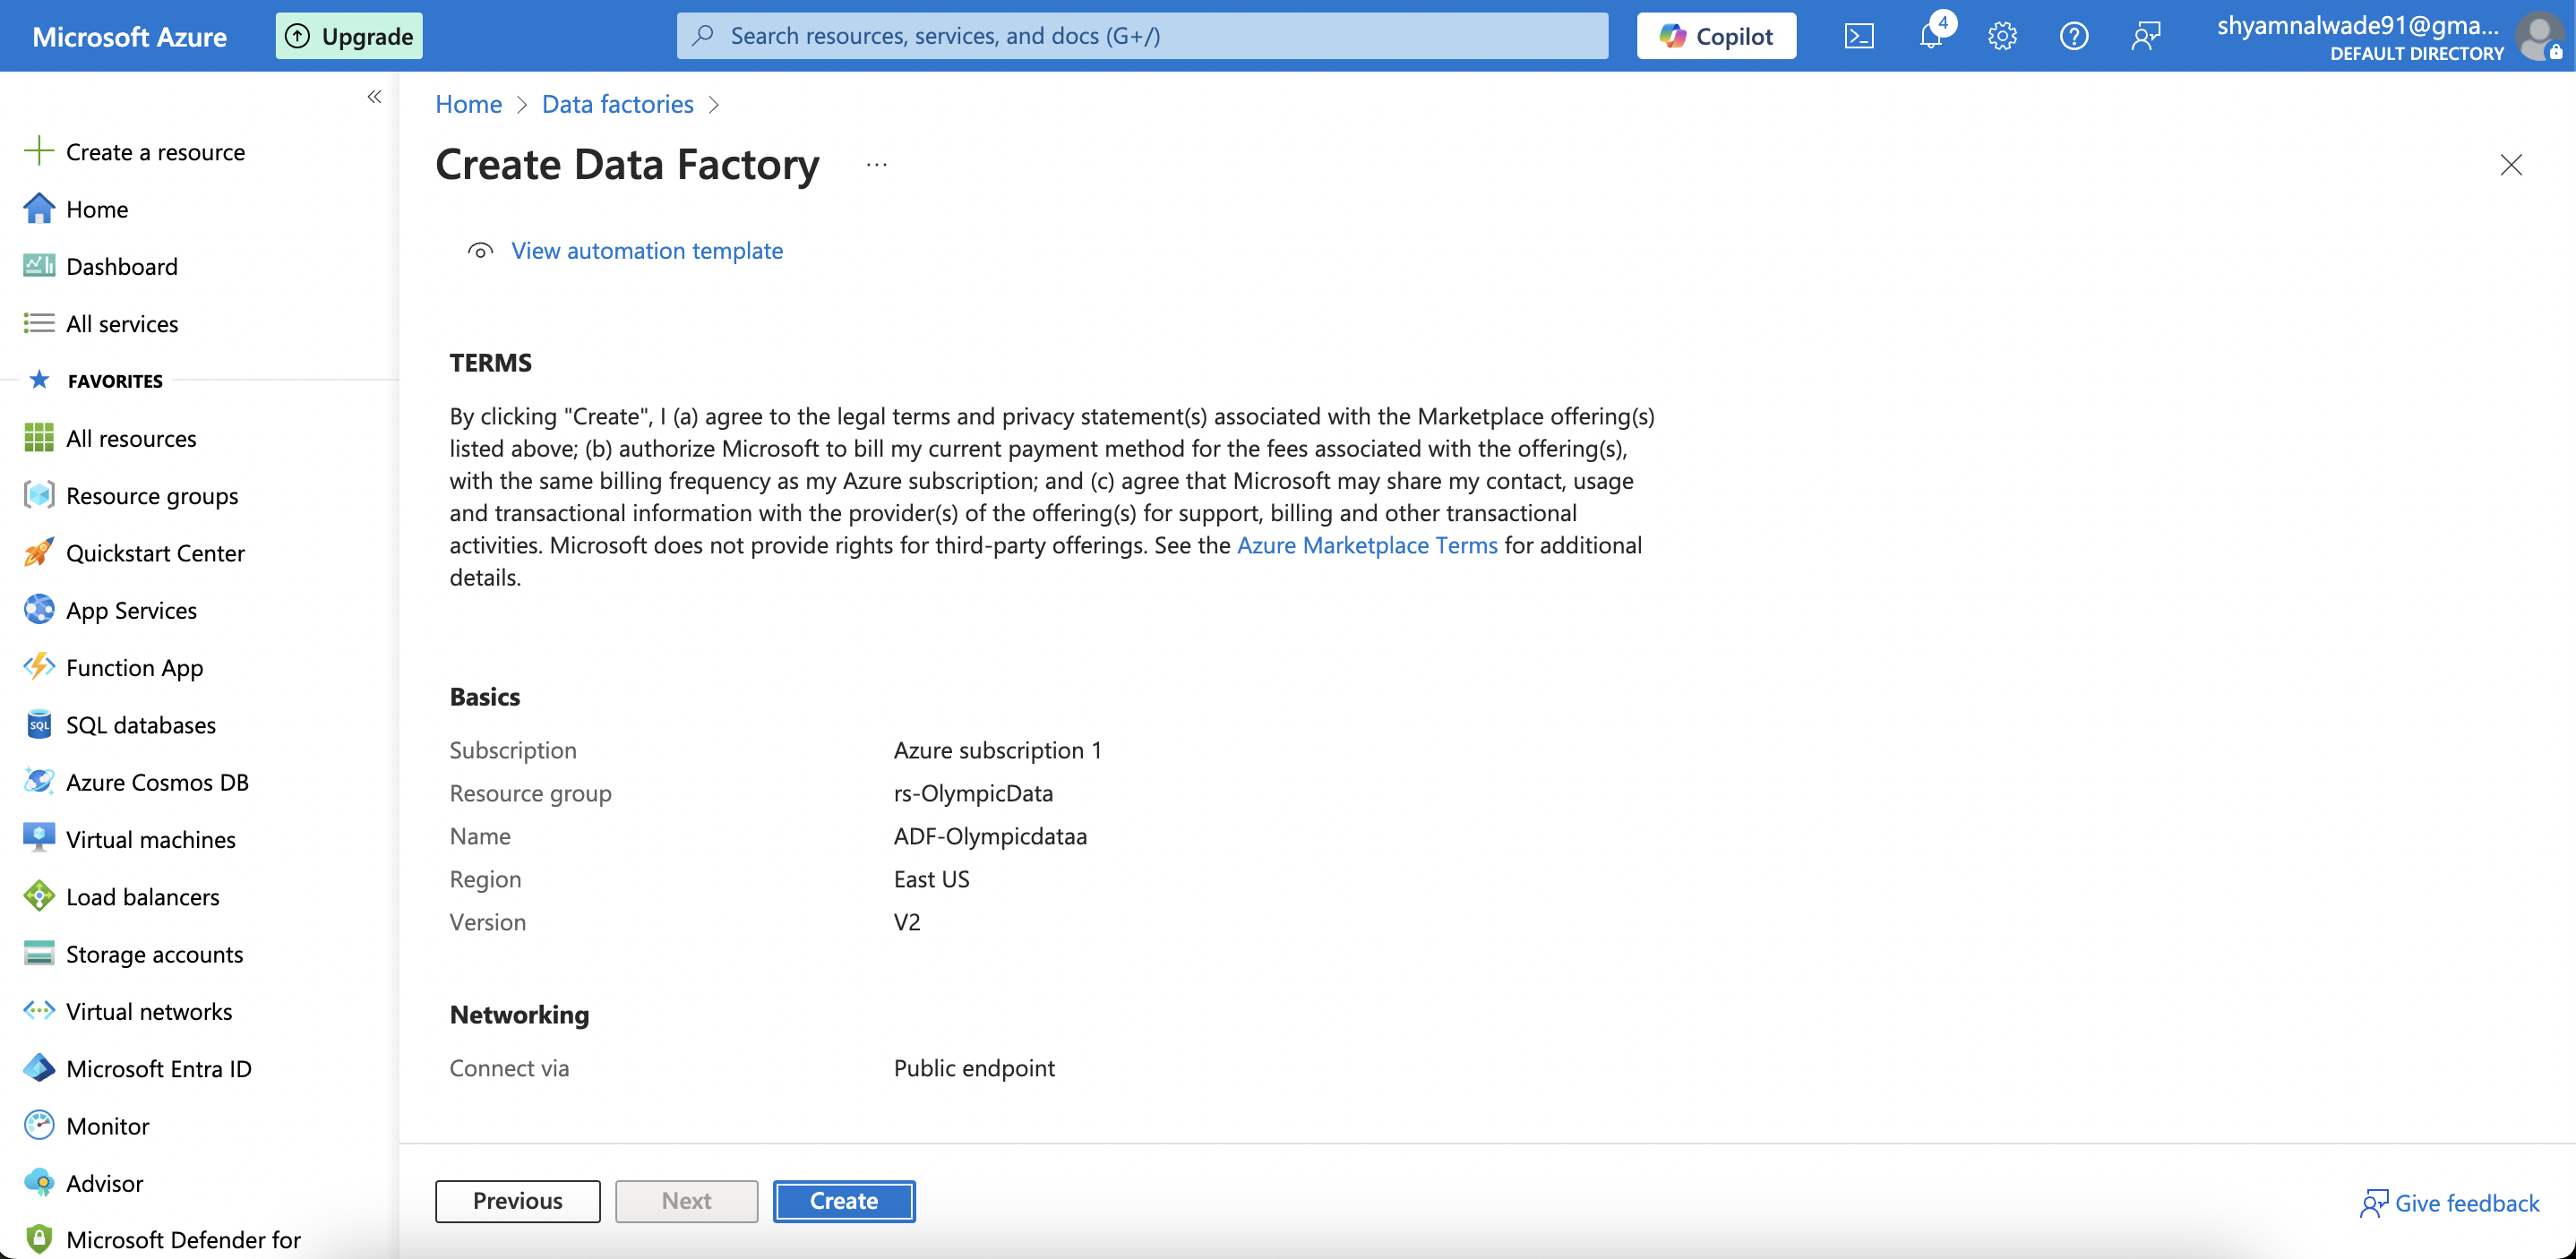 Microsoft Azure
Upgrade
Search resources, services, and docs (G+/)
Copilot
4
shyamnalwade91@gma...
DEFAULT DIRECTORY
Create a resource
Home
Dashboard
All services
FAVORITES
All resources
Resource groups
Quickstart Center
App Services
Function App
SQL
SQL databases
Azure Cosmos DB
Virtual machines
Load balancers
Storage accounts
Virtual networks
Microsoft Entra ID
Monitor
Advisor
Microsoft Defender for
Home > Data factories >
Create Data Factory ...
View automation template
TERMS
By clicking "Create", I (a) agree to the legal terms and privacy statement(s) associated with the Marketplace offering(s)
listed above; (b) authorize Microsoft to bill my current payment method for the fees associated with the offering(s),
with the same billing frequency as my Azure subscription; and (c) agree that Microsoft may share my contact, usage
and transactional information with the provider(s) of the offering(s) for support, billing and other transactional
activities. Microsoft does not provide rights for third-party offerings. See the Azure Marketplace Terms for additional
details.
Basics
Subscription Azure subscription 1
Resource group rs-OlympicData
Name ADF-Olympicdataa
Region East US
Version V2
Networking
Connect via Public endpoint
Previous
Next
Create
Give feedback